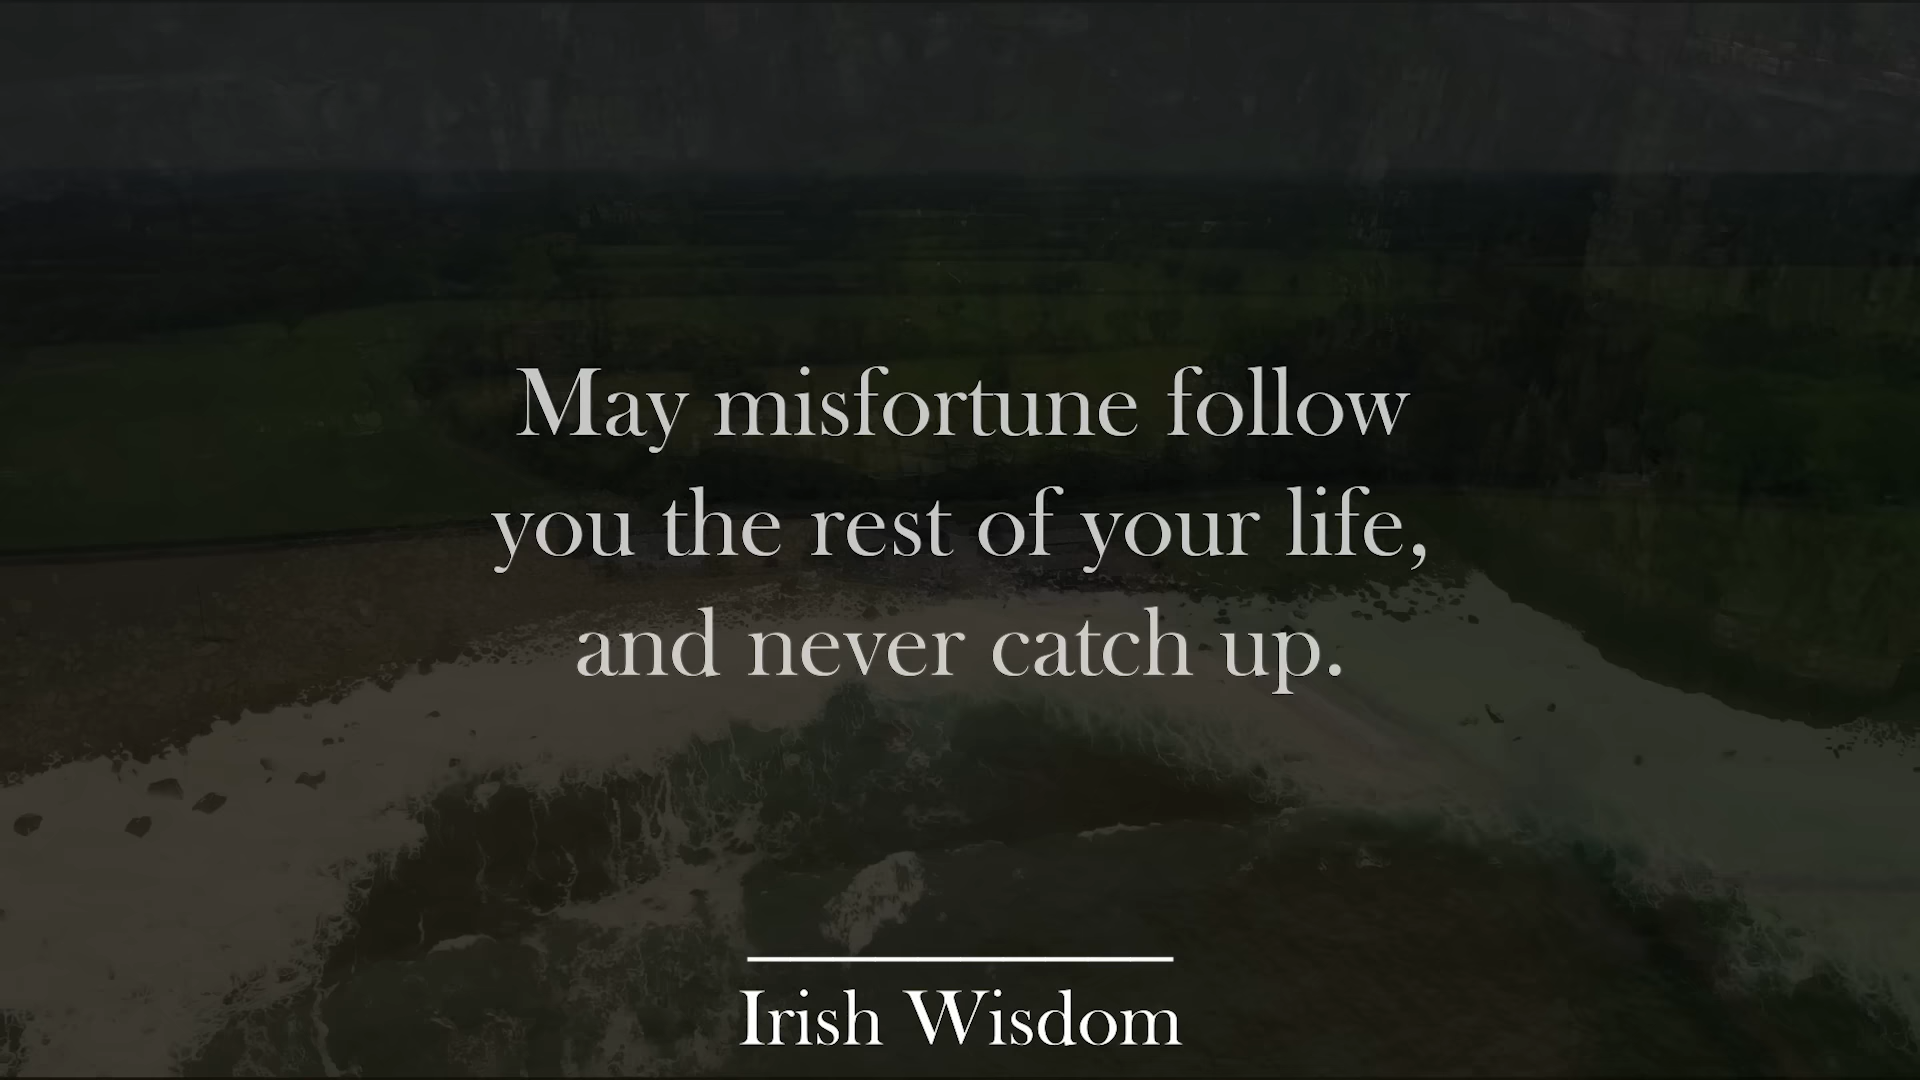 May misfortune follow
you the rest of your life,
and never catch up.
Irish Wisdom